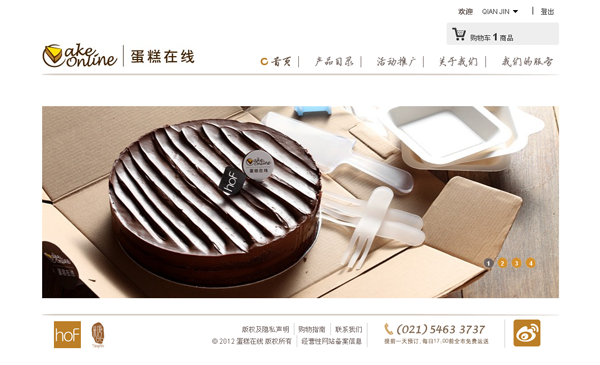 欢迎 QIAN JIN | 登出
购物车 1 商品
Cake Online 蛋糕在线
首页 产品目录 活动推广 关于我们 我们的服务
Cake Online
蛋糕在线
hoF
1 2 3 4
hoF
版权及隐私声明 购物指南 联系我们
© 2012 蛋糕在线 版权所有 经营性网站备案信息
(021) 5463 3737
提前一天预订, 每日17:00前全市免费运送